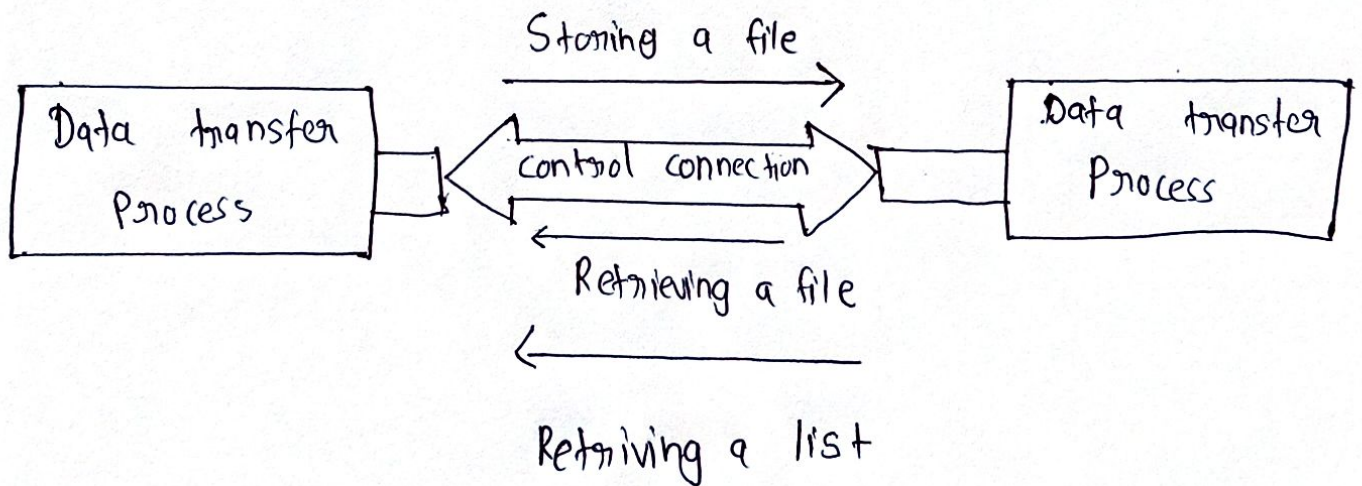 Storing a file
Data transfer
Process
control connection
Data transfer
Process
Retrieving a file
Retriving a list